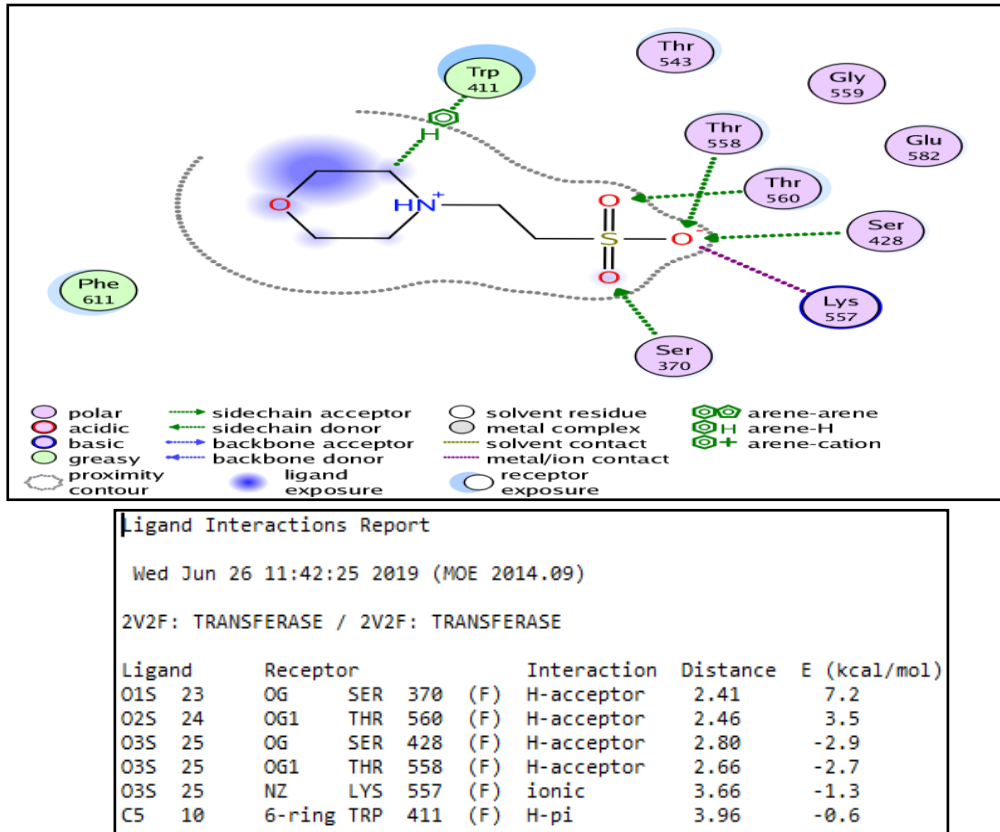 Thr
543
Trp
411
Gly
559
H
Thr
558
Glu
582
Thr
560
O
HN+
O
S
O-
O
Ser
428
Phe
611
Lys
557
Ser
370
polar sidechain acceptor solvent residue arene-arene
acidic sidechain donor metal complex H arene-H
basic backbone acceptor solvent contact + arene-cation
greasy backbone donor metal/ion contact
proximity contour ligand exposure receptor exposure
Ligand Interactions Report
Wed Jun 26 11:42:25 2019 (MOE 2014.09)
2V2F: TRANSFERASE / 2V2F: TRANSFERASE
Ligand Receptor Interaction Distance E (kcal/mol)
O1S 23 OG SER 370 (F) H-acceptor 2.41 7.2
O2S 24 OG1 THR 560 (F) H-acceptor 2.46 3.5
O3S 25 OG SER 428 (F) H-acceptor 2.80 -2.9
O3S 25 OG1 THR 558 (F) H-acceptor 2.66 -2.7
O3S 25 NZ LYS 557 (F) ionic 3.66 -1.3
C5 10 6-ring TRP 411 (F) H-pi 3.96 -0.6